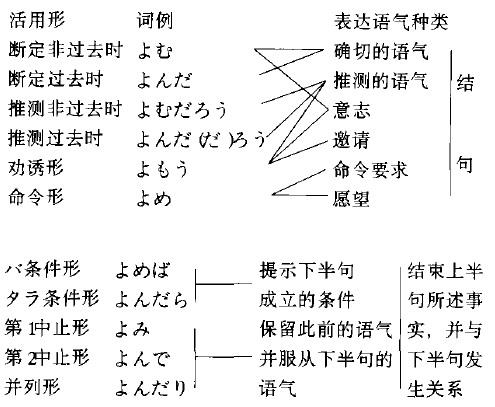 活用形 词例 表达语气种类
断定非过去时 よむ 确切的语气
断定过去时 よんだ 推测的语气 结
推测非过去时 よむだろう 意志
推测过去时 よんだ(だ)ろう 邀请
劝诱形 よもう 命令要求 句
命令形 よめ 愿望
バ条件形 よめば 提示下半句 结束上半
タラ条件形 よんだら 成立的条件 句所述事
第1中止形 よみ 保留此前的语气 实，并与
第2中止形 よんで 并服从下半句的 下半句发
并列形 よんだり 语气 生关系